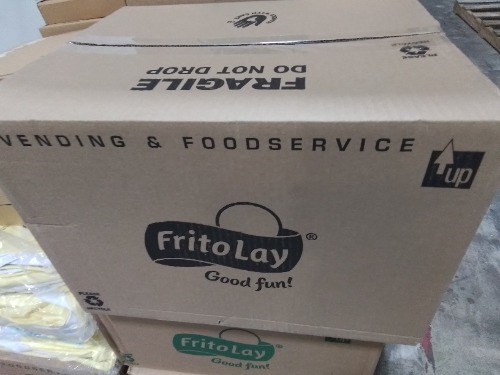 FRAGILE
DO NOT DROP
VENDING & FOODSERVICE
up
FritoLay®
Good fun!
FritoLay
Good fun!